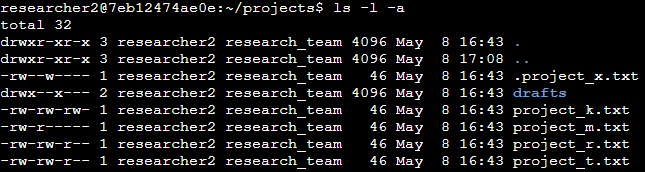 researcher2@7eb12474ae0e:~/projects$ ls -l -a
total 32
drwxr-xr-x 3 researcher2 research_team 4096 May  8 16:43 .
drwxr-xr-x 3 researcher2 research_team 4096 May  8 17:08 ..
-rw--w---- 1 researcher2 research_team   46 May  8 16:43 .project_x.txt
drwx--x--- 2 researcher2 research_team 4096 May  8 16:43 drafts
-rw-rw-rw- 1 researcher2 research_team   46 May  8 16:43 project_k.txt
-rw-r----- 1 researcher2 research_team   46 May  8 16:43 project_m.txt
-rw-rw-r-- 1 researcher2 research_team   46 May  8 16:43 project_r.txt
-rw-rw-r-- 1 researcher2 research_team   46 May  8 16:43 project_t.txt